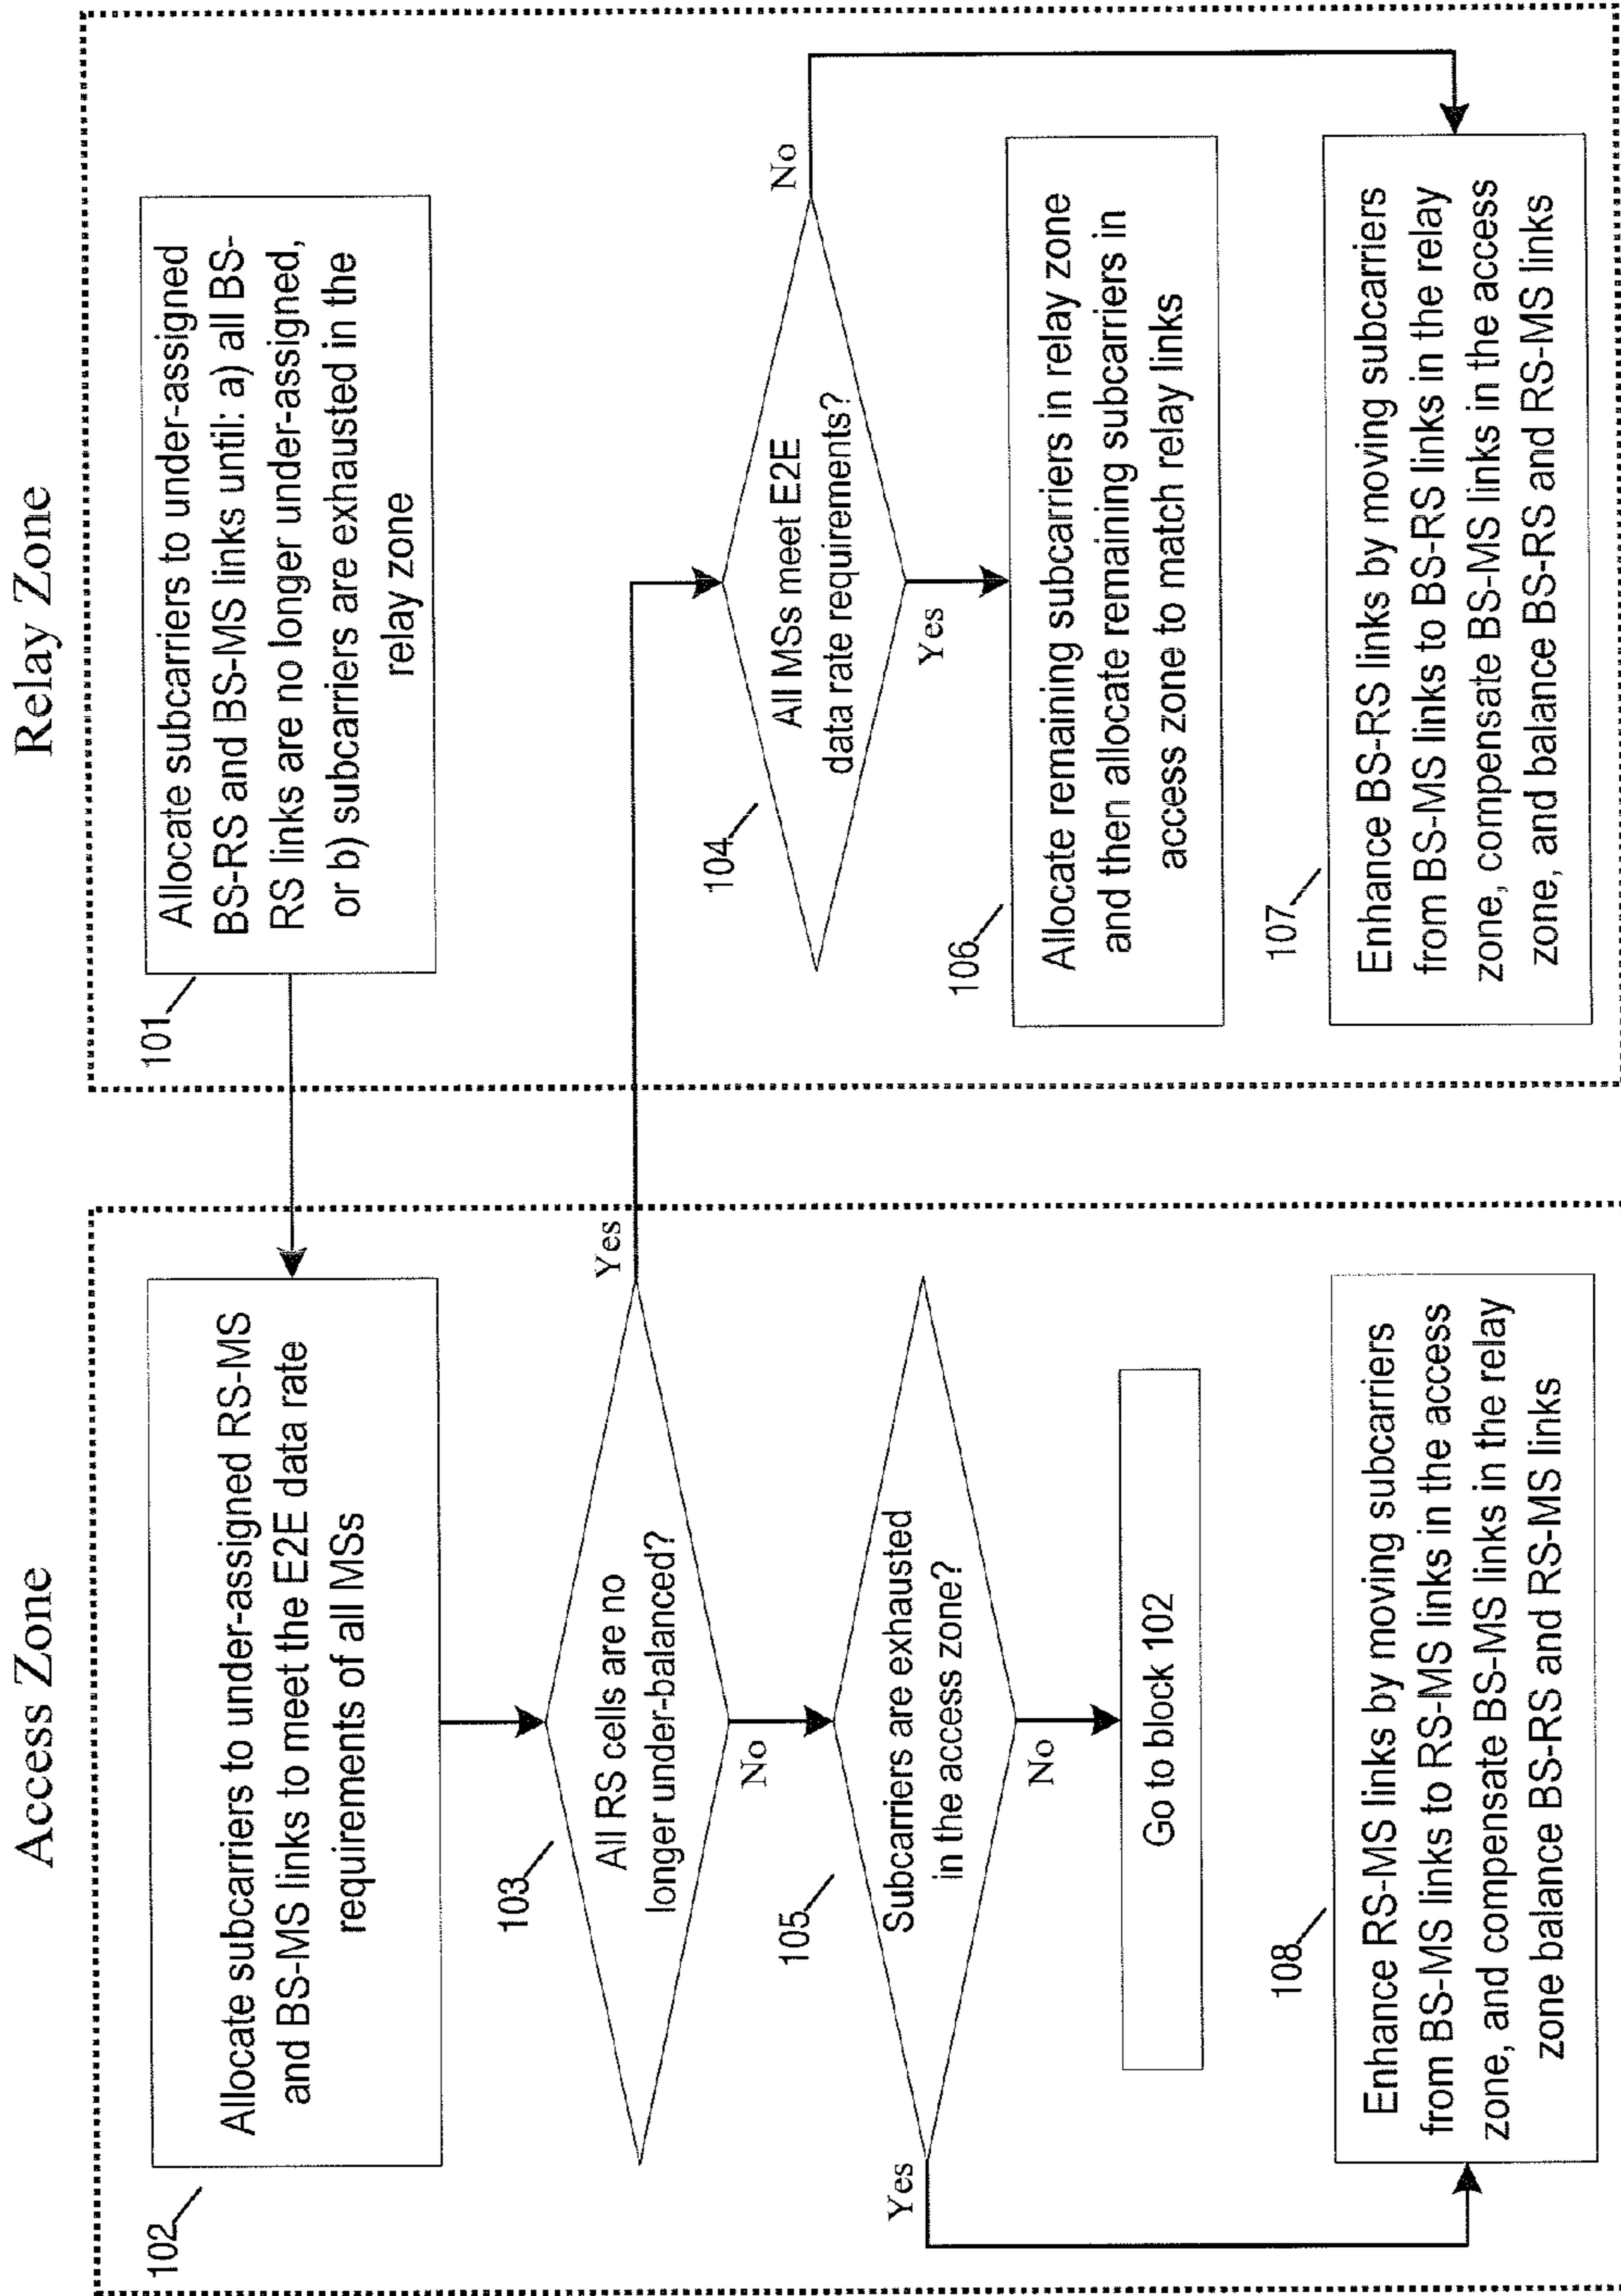 Access Zone
102
Allocate subcarriers to under-assigned RS-MS
and BS-MS links to meet the E2E data rate
requirements of all MSs
103
All RS cells are no
longer under-balanced?
Yes
No
105
Subcarriers are exhausted
in the access zone?
Yes
No
Go to block 102
108
Enhance RS-MS links by moving subcarriers
from BS-MS links to RS-MS links in the access
zone, and compensate BS-MS links in the relay
zone balance BS-RS and RS-MS links
Relay Zone
101
Allocate subcarriers to under-assigned
BS-RS and BS-MS links until: a) all BS-
RS links are no longer under-assigned,
or b) subcarriers are exhausted in the
relay zone
104
All MSs meet E2E
data rate requirements?
No
Yes
106
Allocate remaining subcarriers in relay zone
and then allocate remaining subcarriers in
access zone to match relay links
107
Enhance BS-RS links by moving subcarriers
from BS-MS links to BS-RS links in the relay
zone, compensate BS-MS links in the access
zone, and balance BS-RS and RS-MS links